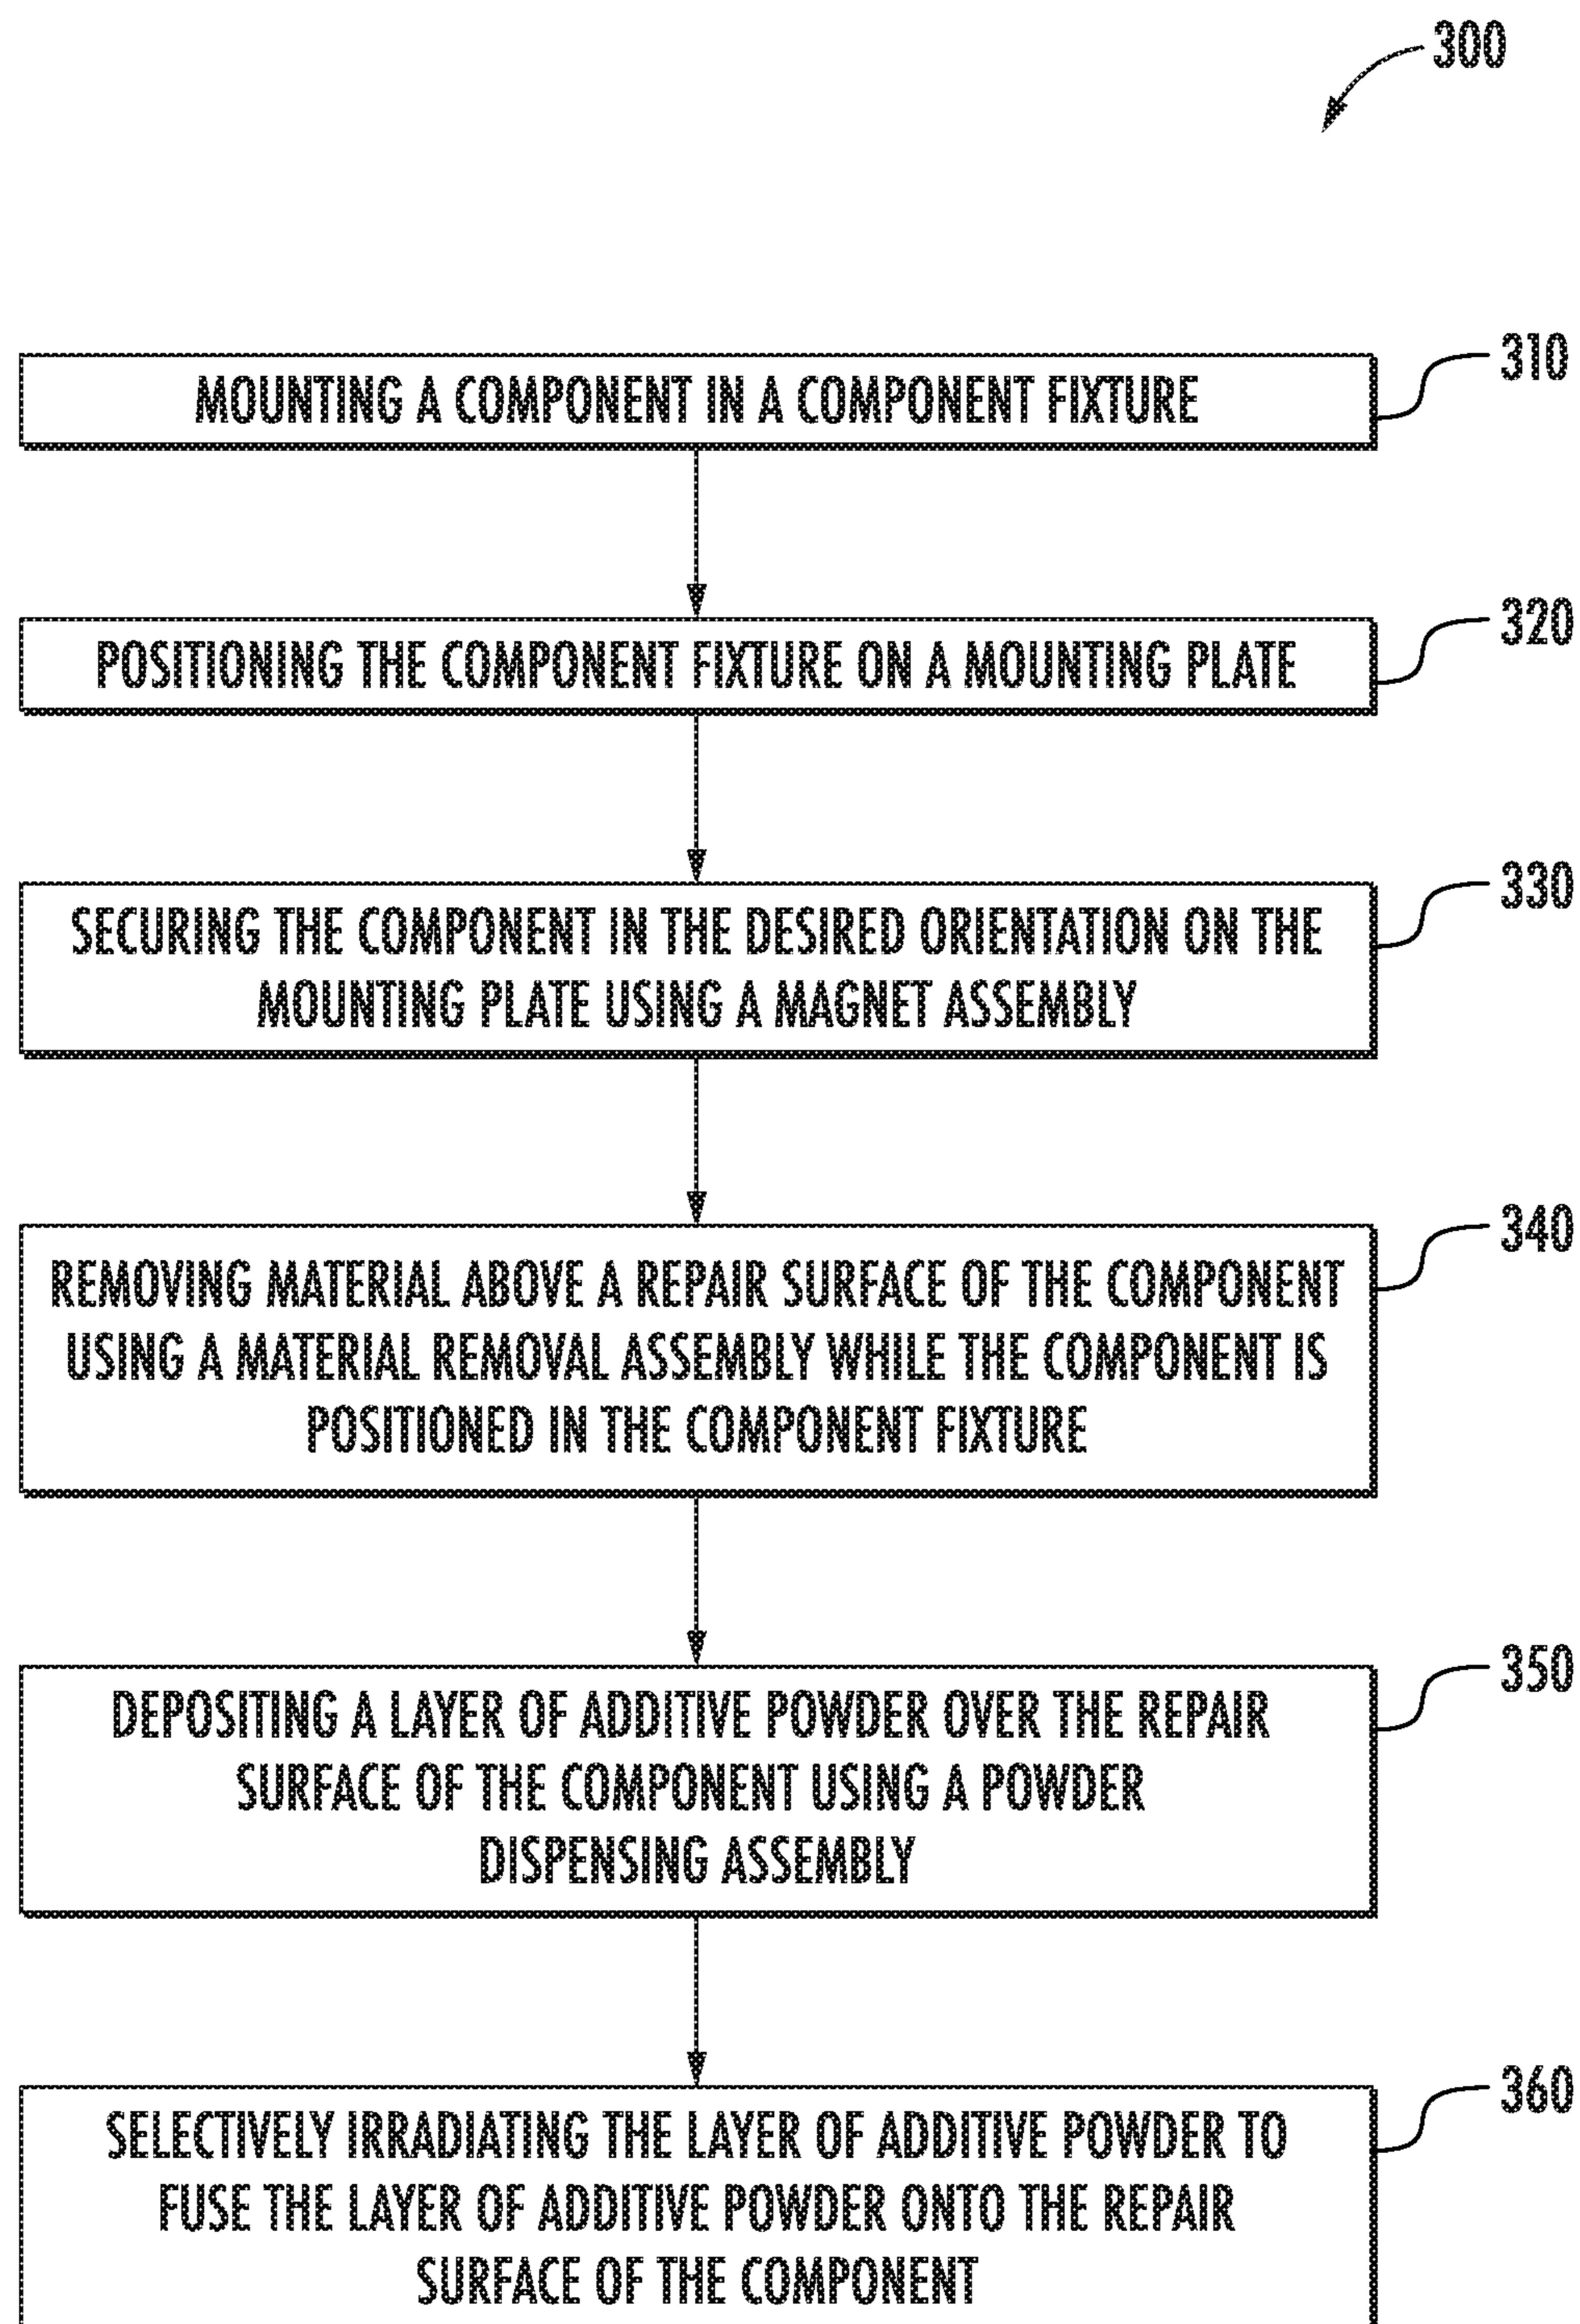 300
MOUNTING A COMPONENT IN A COMPONENT FIXTURE
310
POSITIONING THE COMPONENT FIXTURE ON A MOUNTING PLATE
320
SECURING THE COMPONENT IN THE DESIRED ORIENTATION ON THE
MOUNTING PLATE USING A MAGNET ASSEMBLY
330
REMOVING MATERIAL ABOVE A REPAIR SURFACE OF THE COMPONENT
USING A MATERIAL REMOVAL ASSEMBLY WHILE THE COMPONENT IS
POSITIONED IN THE COMPONENT FIXTURE
340
DEPOSITING A LAYER OF ADDITIVE POWDER OVER THE REPAIR
SURFACE OF THE COMPONENT USING A POWDER
DISPENSING ASSEMBLY
350
SELECTIVELY IRRADIATING THE LAYER OF ADDITIVE POWDER TO
FUSE THE LAYER OF ADDITIVE POWDER ONTO THE REPAIR
SURFACE OF THE COMPONENT
360